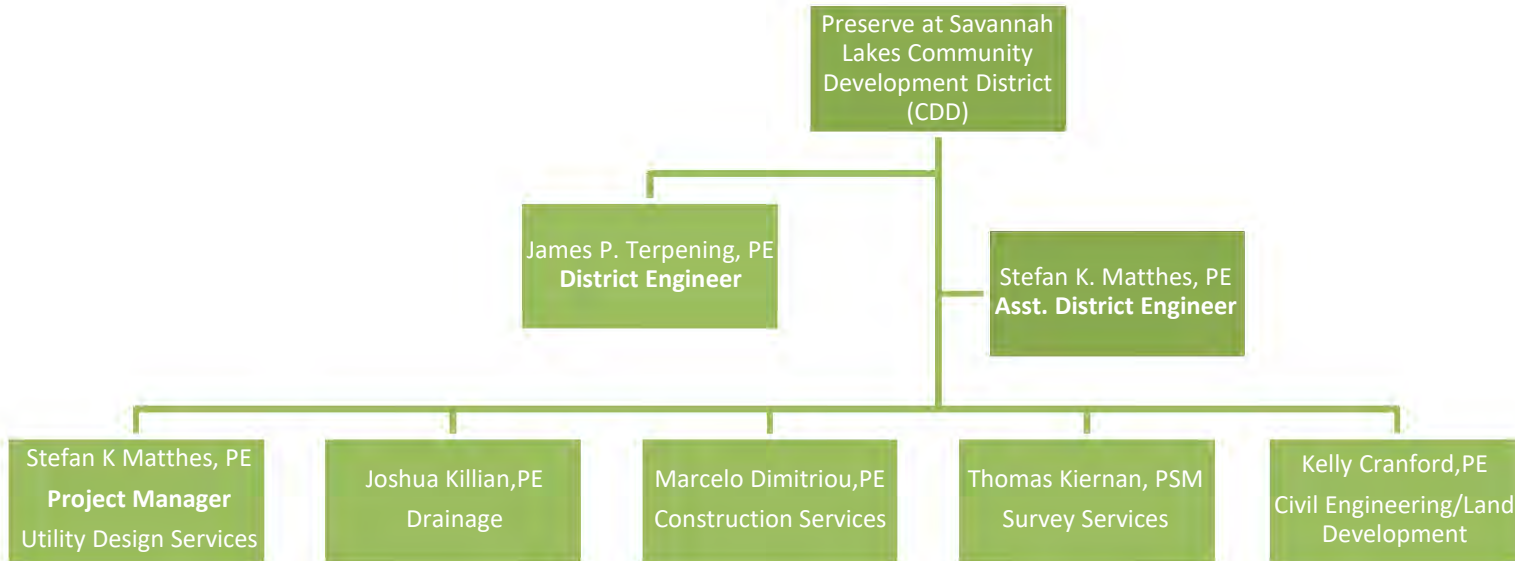 Preserve at Savannah
Lakes Community
Development District
(CDD)
James P. Terpening, PE
District Engineer
Stefan K. Matthes, PE
Asst. District Engineer
Stefan K Matthes, PE
Project Manager
Utility Design Services
Joshua Killian,PE
Drainage
Marcelo Dimitriou,PE
Construction Services
Thomas Kiernan, PSM
Survey Services
Kelly Cranford,PE
Civil Engineering/Land
Development